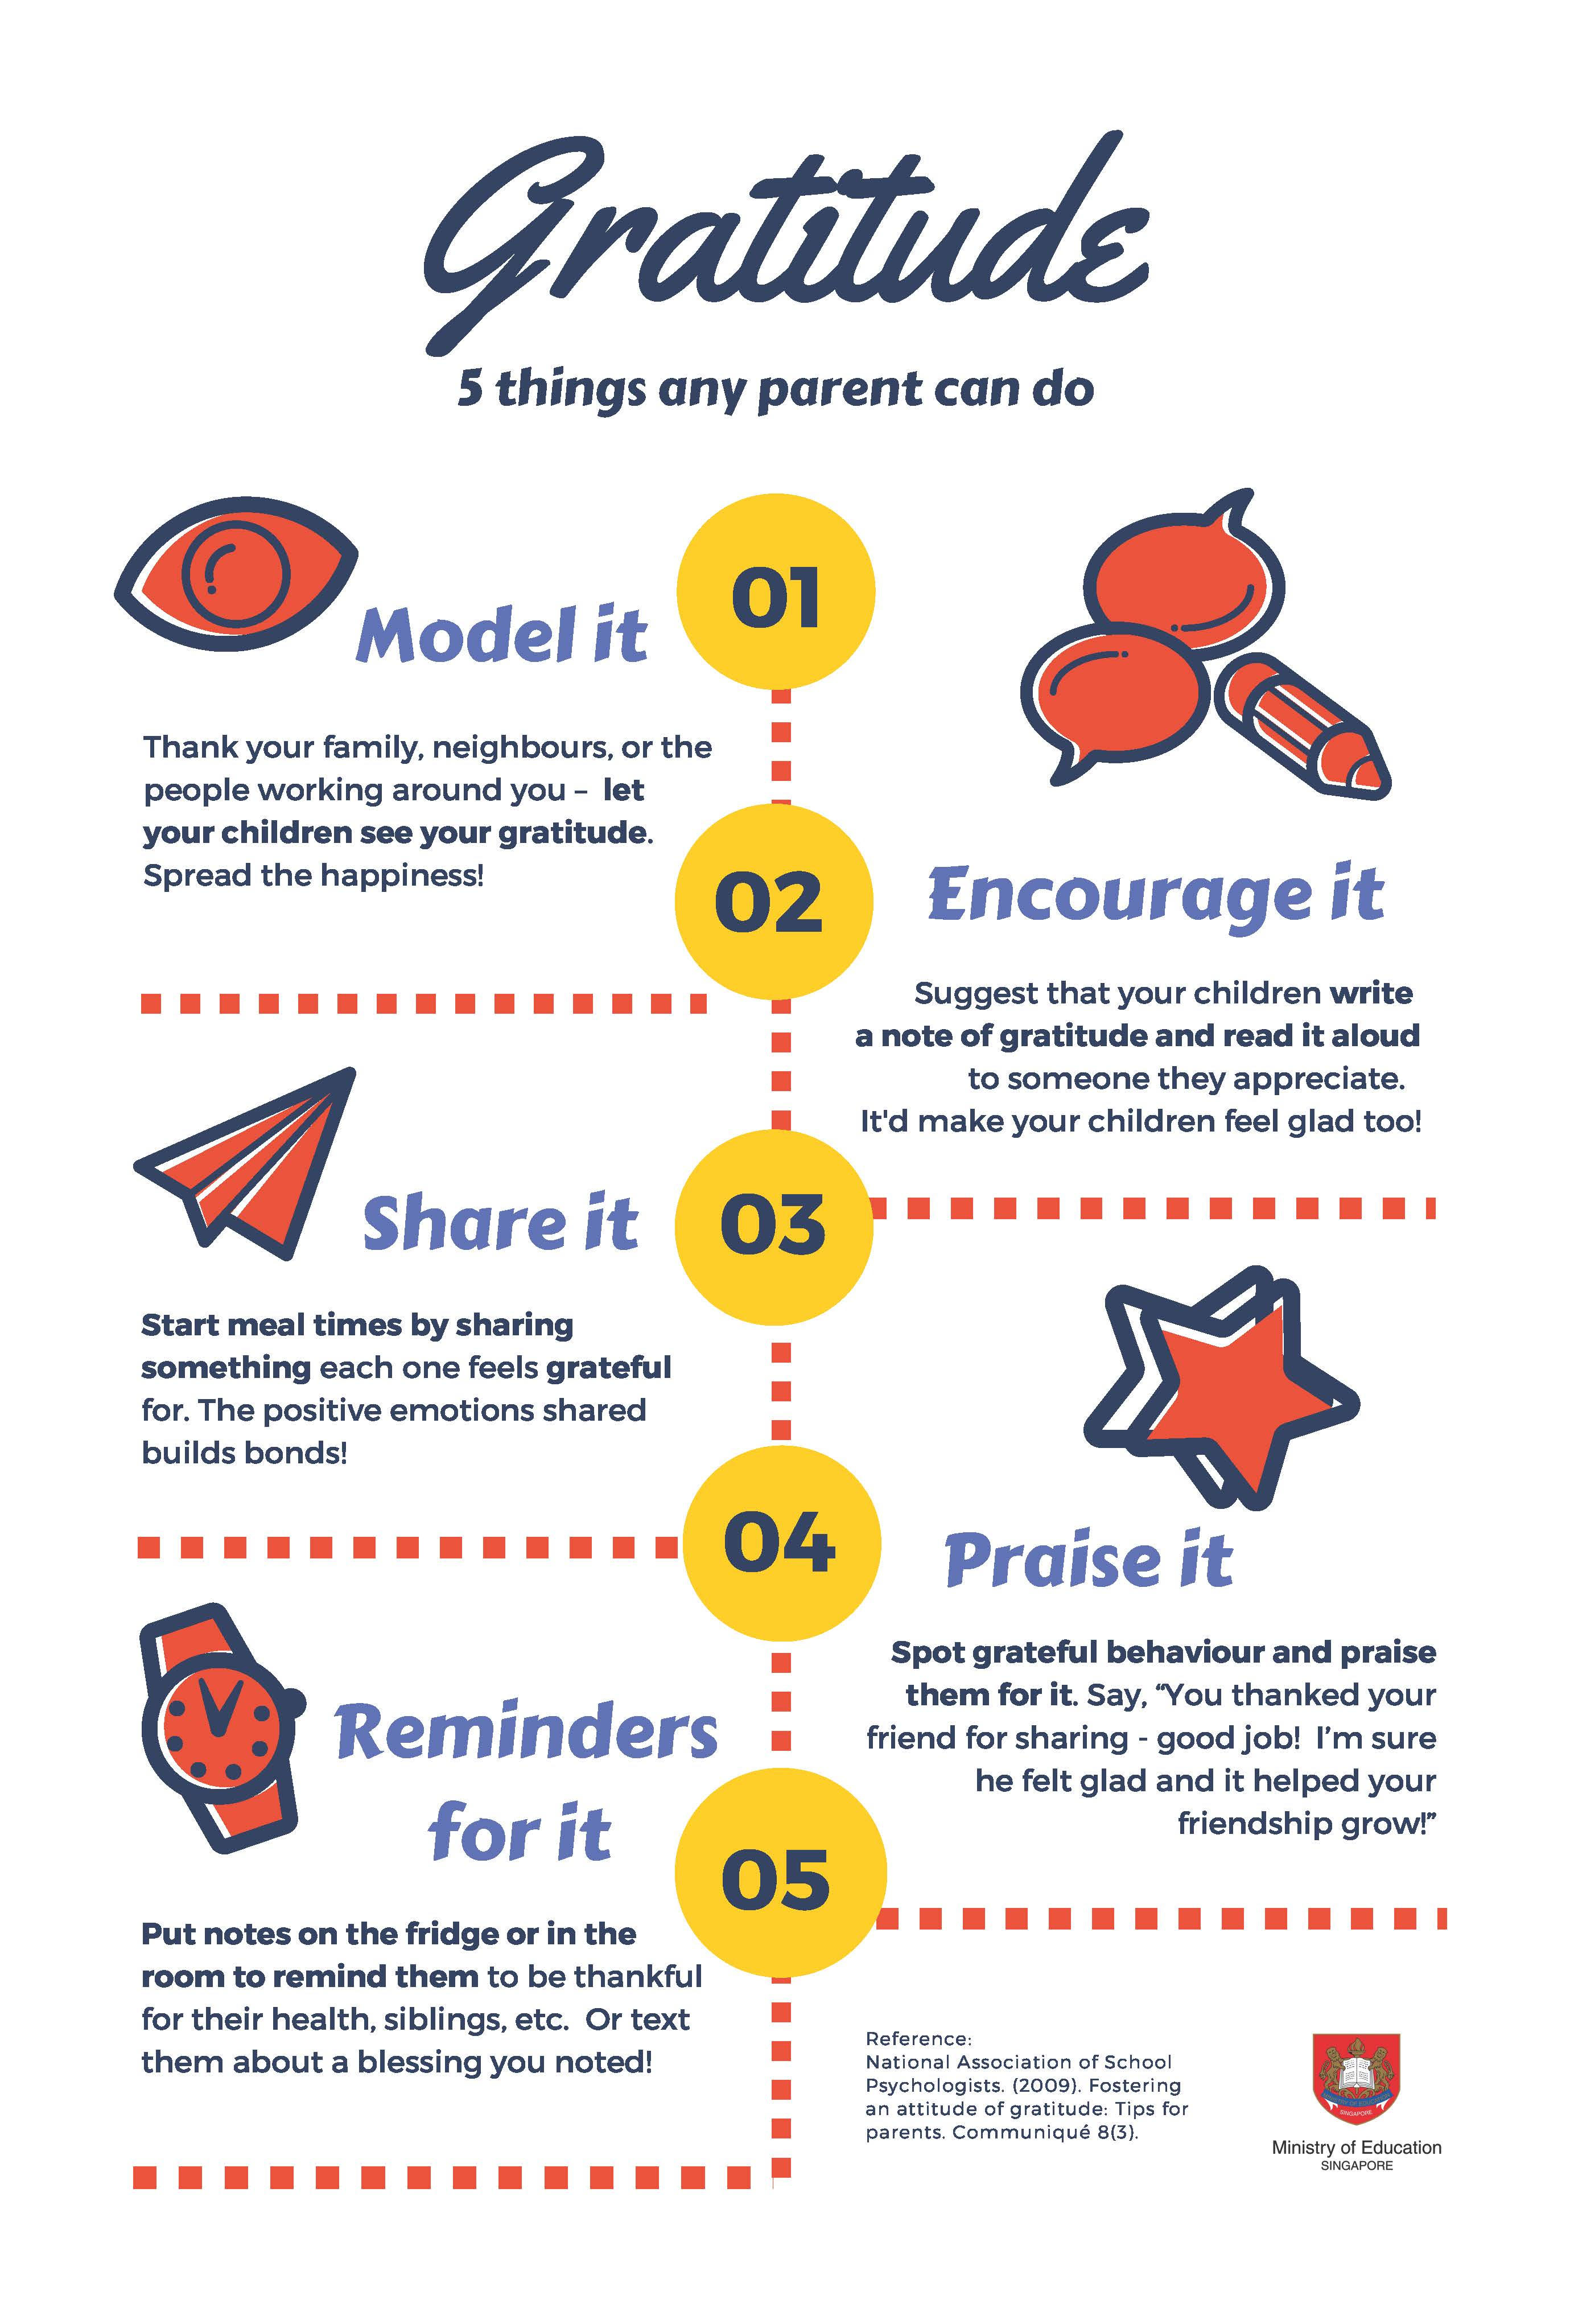 Gratitude
5 things any parent can do
01
Model it
Thank your family, neighbours, or the
people working around you – let
your children see your gratitude.
Spread the happiness!
02
Encourage it
Suggest that your children write
a note of gratitude and read it aloud
to someone they appreciate.
It'd make your children feel glad too!
03
Share it
Start meal times by sharing
something each one feels grateful
for. The positive emotions shared
builds bonds!
04
Praise it
Spot grateful behaviour and praise
them for it. Say, “You thanked your
friend for sharing - good job! I’m sure
he felt glad and it helped your
friendship grow!”
05
Reminders
for it
Put notes on the fridge or in the
room to remind them to be thankful
for their health, siblings, etc. Or text
them about a blessing you noted!
Reference:
National Association of School
Psychologists. (2009). Fostering
an attitude of gratitude: Tips for
parents. Communiqué 8(3).
SINGAPORE
Ministry of Education
SINGAPORE